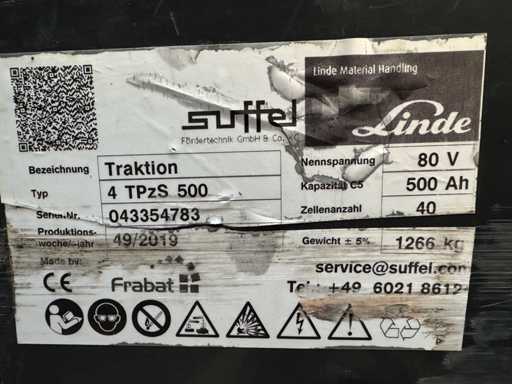 Linde Material Handling
suffel
Fördertechnik GmbH & Co. KG
Linde
Bezeichnung Traktion
Typ 4 TPzS 500
Serien.Nr. 043354783
Produktions-
woche/-jahr 49/2019
Nennspannung 80 V
Kapazität C5 500 Ah
Zellenanzahl 40
Gewicht ± 5% 1266 kg
Made by:
CE Frabat
service@suffel.com
Tel.: +49 6021 8612